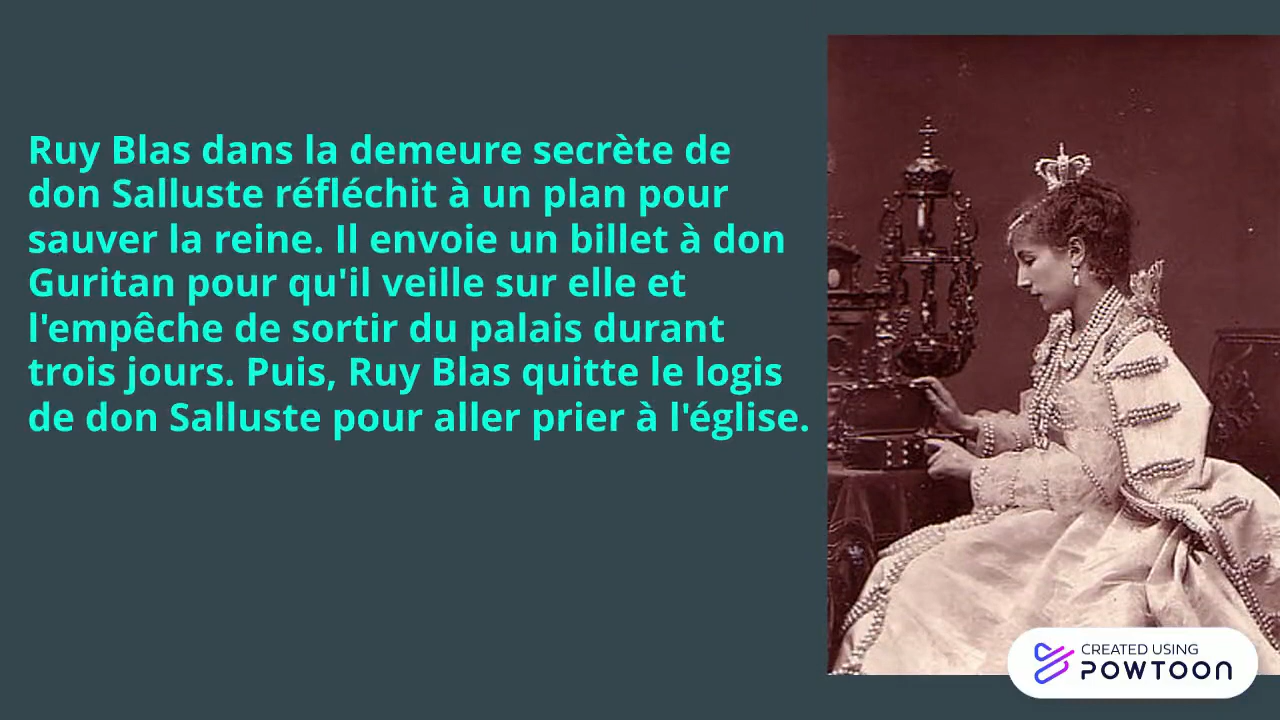 Ruy Blas dans la demeure secrète de
don Salluste réfléchit à un plan pour
sauver la reine. Il envoie un billet à don
Guritan pour qu'il veille sur elle et
l'empêche de sortir du palais durant
trois jours. Puis, Ruy Blas quitte le logis
de don Salluste pour aller prier à l'église.
CREATED USING
POWTOON